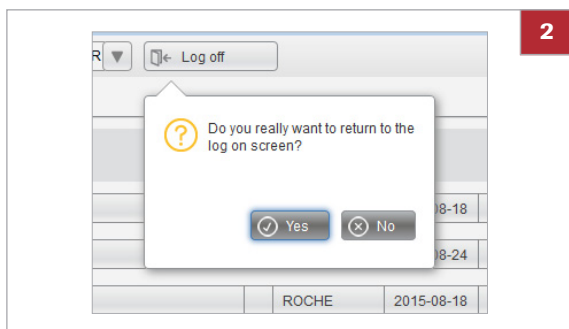 2
R
Log off
Do you really want to return to the
log on screen?
Yes
No
08-18
08-24
ROCHE
2015-08-18